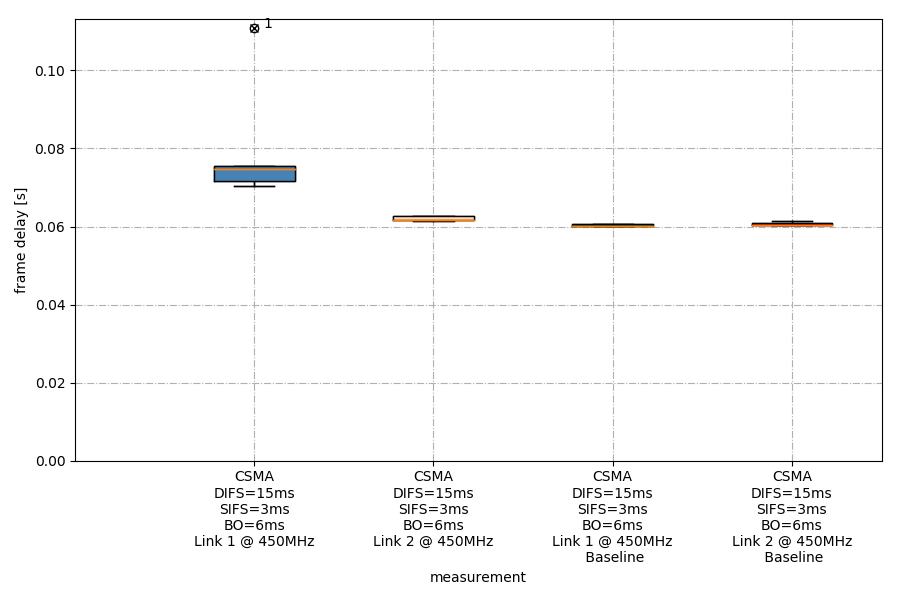 1
0.10
0.08
0.06
0.04
0.02
0.00
frame delay [s]
CSMA
DIFS=15ms
SIFS=3ms
BO=6ms
Link 1 @ 450MHz
CSMA
DIFS=15ms
SIFS=3ms
BO=6ms
Link 2 @ 450MHz
CSMA
DIFS=15ms
SIFS=3ms
BO=6ms
Link 1 @ 450MHz
Baseline
CSMA
DIFS=15ms
SIFS=3ms
BO=6ms
Link 2 @ 450MHz
Baseline
measurement